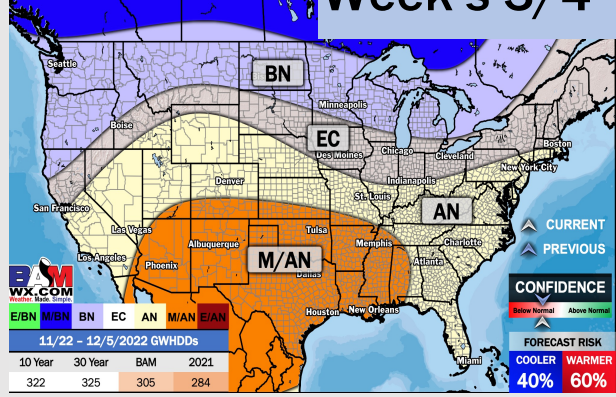 Week's 3/4
Seattle
BN
Minneapolis
Boise
EC
Boston
Des Moines
Chicago
Cleveland
New York City
Denver
Indianapolis
St. Louis
San Francisco
AN
Las Vegas
Tulsa
CURRENT
Albuquerque
Memphis
Charlotte
PREVIOUS
Los Angeles
Phoenix
M/AN
Atlanta
Dallas
BAM
WX.COM
Weather. Made. Simple.
CONFIDENCE
Below Normal Above Normal
Houston
New Orleans
E/BN M/BN BN EC AN M/AN E/AN
11/22 – 12/5/2022 GWHDDs
FORECAST RISK
10 Year 30 Year BAM 2021
Miami
COOLER WARMER
322 325 305 284
40% 60%